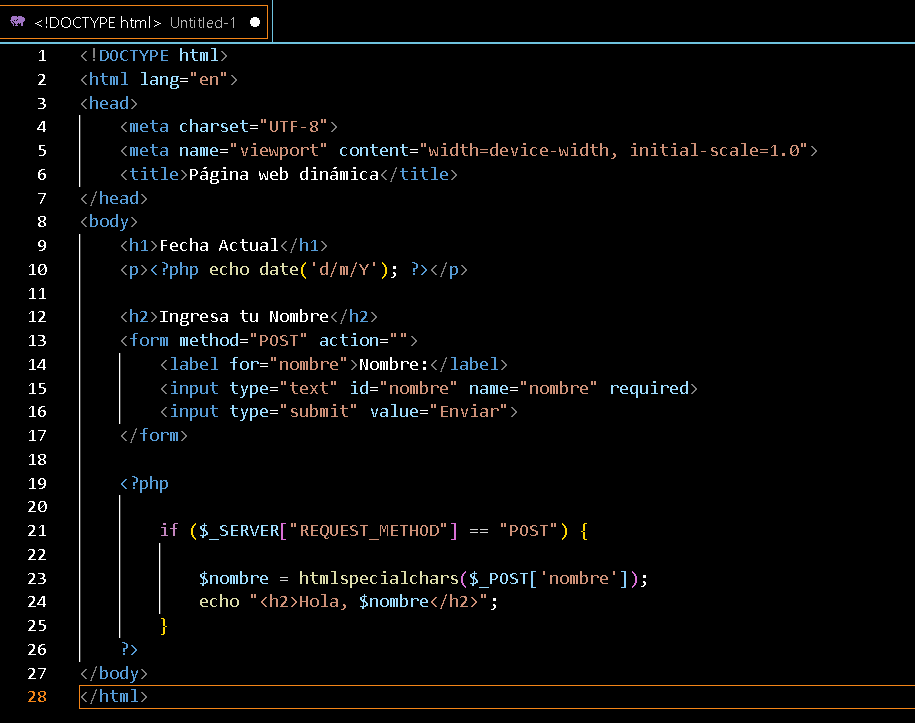 <!DOCTYPE html> Untitled-1
1 <!DOCTYPE html>
2 <html lang="en">
3 <head>
4     <meta charset="UTF-8">
5     <meta name="viewport" content="width=device-width, initial-scale=1.0">
6     <title>Página web dinámica</title>
7 </head>
8 <body>
9     <h1>Fecha Actual</h1>
10     <p><?php echo date('d/m/Y'); ?></p>
11
12     <h2>Ingresa tu Nombre</h2>
13     <form method="POST" action="">
14         <label for="nombre">Nombre:</label>
15         <input type="text" id="nombre" name="nombre" required>
16         <input type="submit" value="Enviar">
17     </form>
18
19     <?php
20
21         if ($_SERVER["REQUEST_METHOD"] == "POST") {
22
23             $nombre = htmlspecialchars($_POST['nombre']);
24             echo "<h2>Hola, $nombre</h2>";
25         }
26     ?>
27 </body>
28 </html>